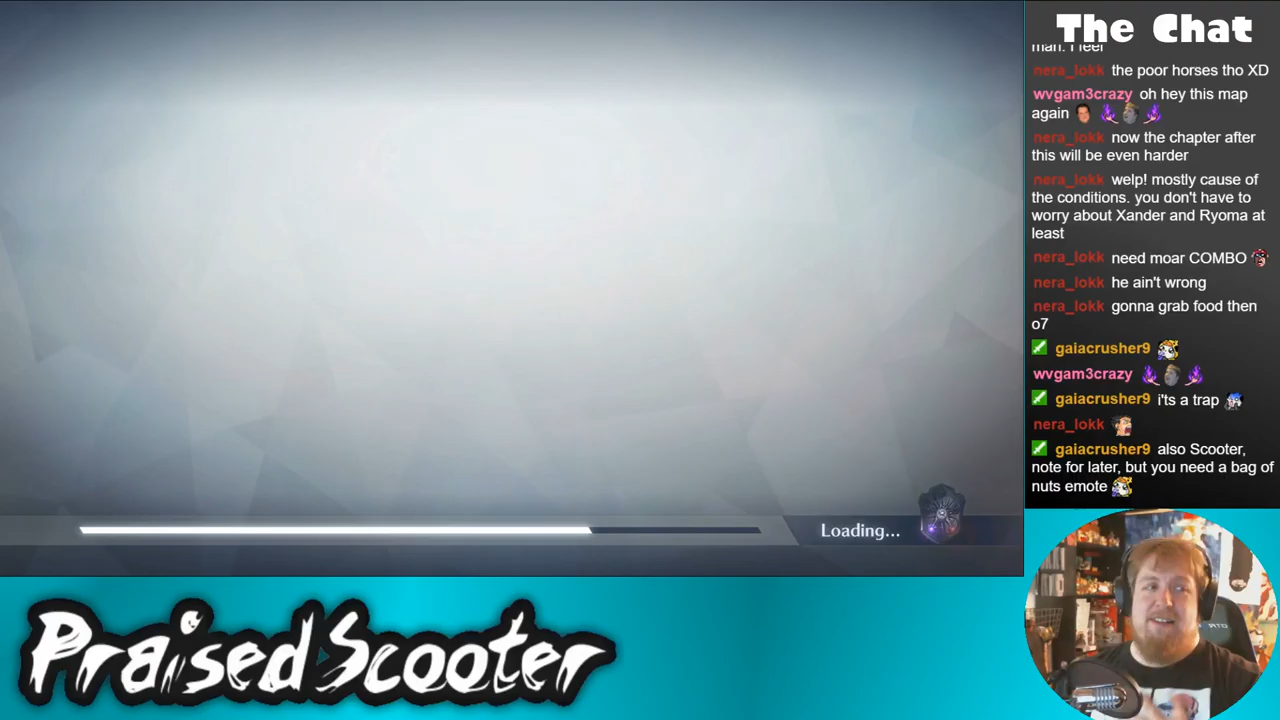 The Chat
man. I feel
nera_lokk the poor horses tho XD
wvgam3crazy oh hey this map
again
nera_lokk now the chapter after
this will be even harder
nera_lokk welp! mostly cause of
the conditions. you don't have to
worry about Xander and Ryoma at
least
nera_lokk need moar COMBO
nera_lokk he ain't wrong
nera_lokk gonna grab food then
o7
gaiacrusher9
wvgam3crazy
gaiacrusher9 i'ts a trap
nera_lokk
gaiacrusher9 also Scooter,
note for later, but you need a bag of
nuts emote
Loading...
PraisedScooter